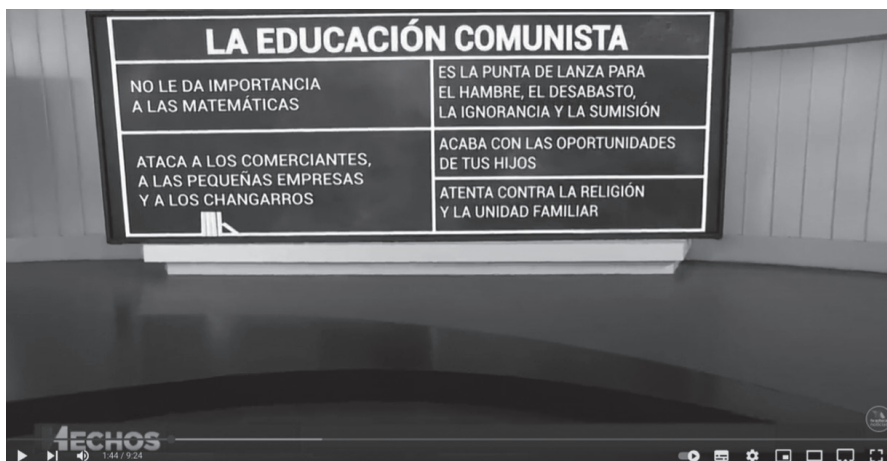 LA EDUCACIÓN COMUNISTA
NO LE DA IMPORTANCIA
A LAS MATEMÁTICAS
ATACA A LOS COMERCIANTES,
A LAS PEQUEÑAS EMPRESAS
Y A LOS CHANGARROS
ES LA PUNTA DE LANZA PARA
EL HAMBRE, EL DESABASTO,
LA IGNORANCIA Y LA SUMISIÓN
ACABA CON LAS OPORTUNIDADES
DE TUS HIJOS
ATENTA CONTRA LA RELIGIÓN
Y LA UNIDAD FAMILIAR
HECHOS
1:44 / 9:24